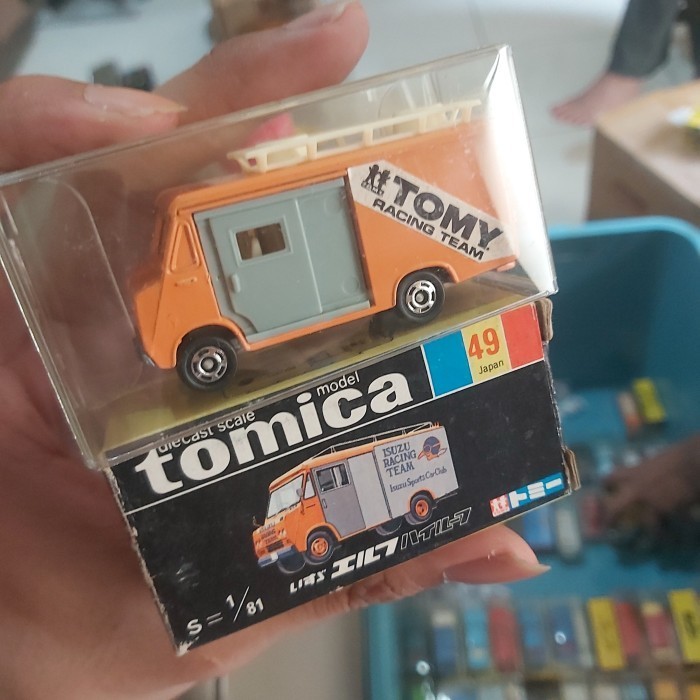 TOMY
RACING TEAM
49
Japan
diecast scale model
tomica
ISUZU
RACING
TEAM
Isuzu Sports Car Club
トミー
いすゞ エルフ ハイルーフ
S = 1/81